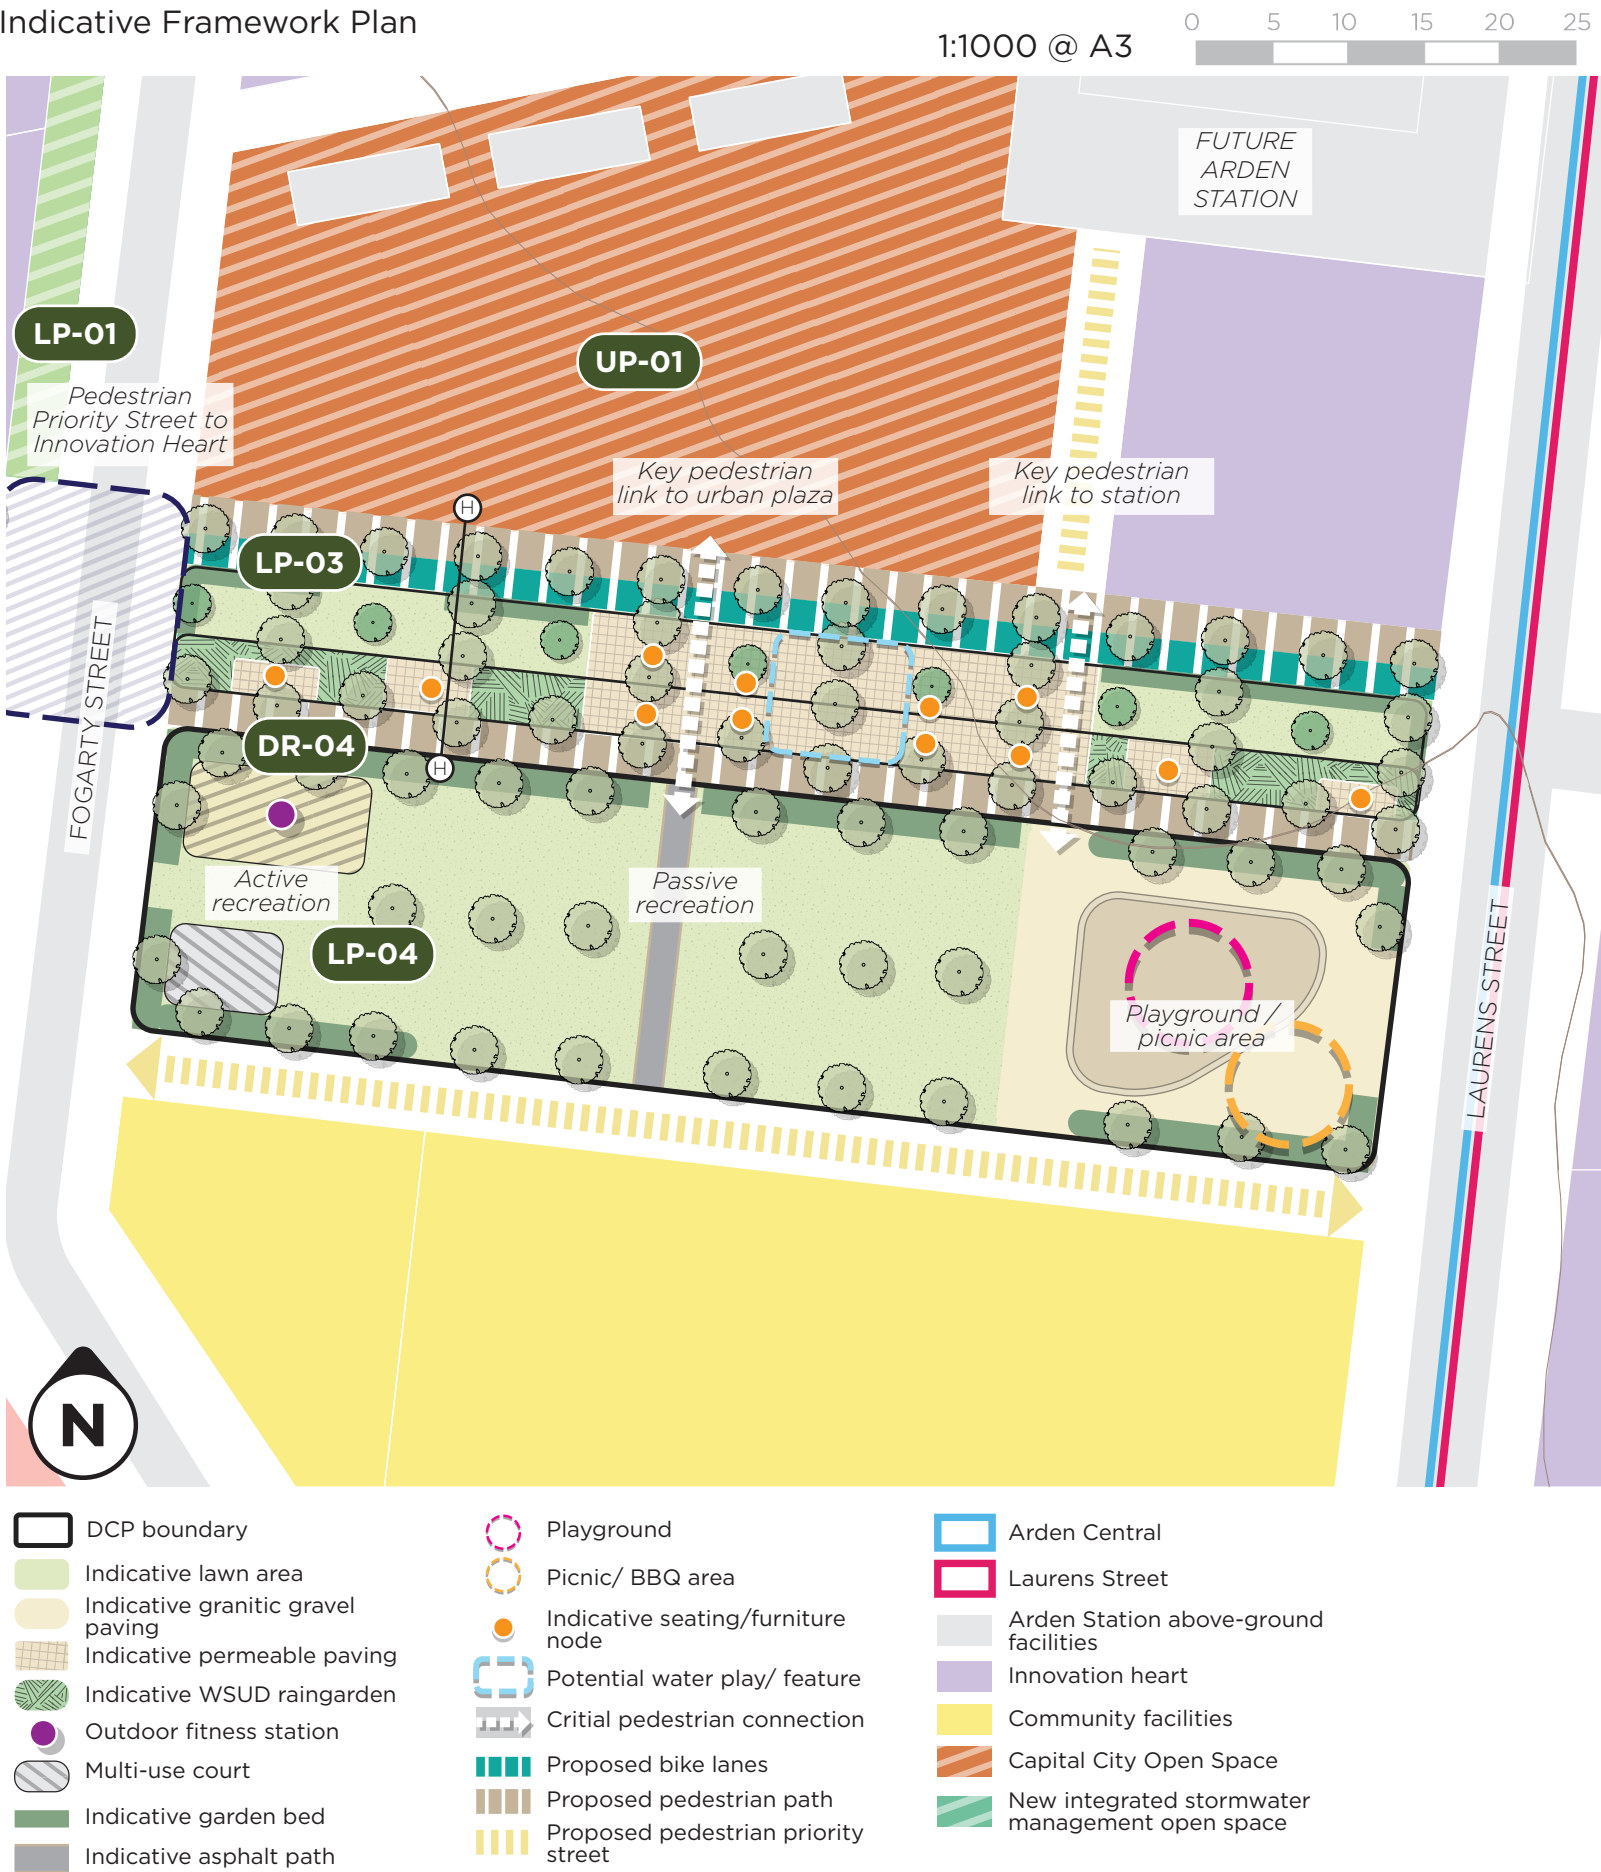 Indicative Framework Plan
1:1000 @ A3
0 5 10 15 20 25
FUTURE
ARDEN
STATION
LP-01
UP-01
Pedestrian
Priority Street to
Innovation Heart
Key pedestrian
link to urban plaza
Key pedestrian
link to station
H
LP-03
DR-04
H
FOGARTY STREET
Active
recreation
Passive
recreation
LP-04
Playground /
picnic area
LAURENS STREET
N
DCP boundary
Indicative lawn area
Indicative granitic gravel
paving
Indicative permeable paving
Indicative WSUD raingarden
Outdoor fitness station
Multi-use court
Indicative garden bed
Indicative asphalt path
Playground
Picnic/ BBQ area
Indicative seating/furniture
node
Potential water play/ feature
Critial pedestrian connection
Proposed bike lanes
Proposed pedestrian path
Proposed pedestrian priority
street
Arden Central
Laurens Street
Arden Station above-ground
facilities
Innovation heart
Community facilities
Capital City Open Space
New integrated stormwater
management open space